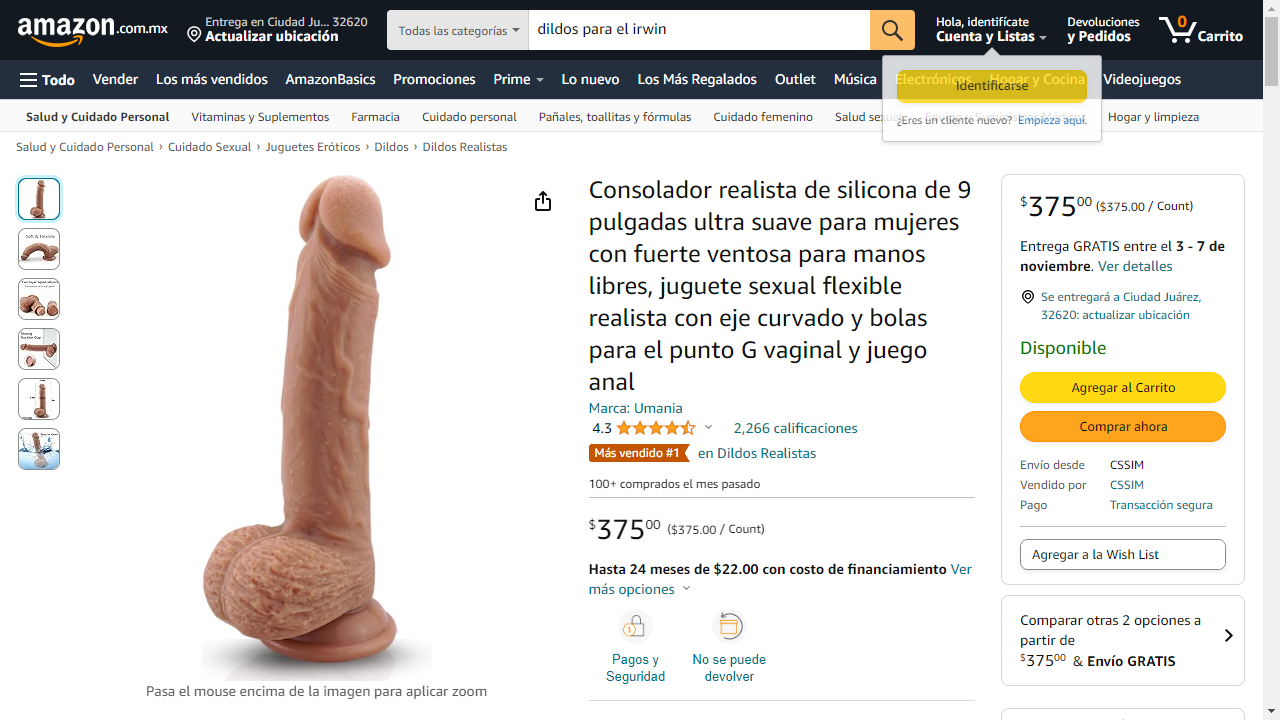 amazon.com.mx
Entrega en Ciudad Ju... 32620
Actualizar ubicación
Todas las categorías
dildos para el irwin
Hola, identifícate
Cuenta y Listas
Devoluciones
y Pedidos
0
Carrito
Todo
Vender
Los más vendidos
AmazonBasics
Promociones
Prime
Lo nuevo
Los Más Regalados
Outlet
Música
Electrónicos
Hogar y Cocina
Videojuegos
Identificarse
¿Eres un cliente nuevo? Empieza aquí.
Salud y Cuidado Personal
Vitaminas y Suplementos
Farmacia
Cuidado personal
Pañales, toallitas y fórmulas
Cuidado femenino
Salud sexual
Hogar y limpieza
Salud y Cuidado Personal › Cuidado Sexual › Juguetes Eróticos › Dildos › Dildos Realistas
Soft & Flexible
Strong
Suction Cup
Pasa el mouse encima de la imagen para aplicar zoom
Consolador realista de silicona de 9
pulgadas ultra suave para mujeres
con fuerte ventosa para manos
libres, juguete sexual flexible
realista con eje curvado y bolas
para el punto G vaginal y juego
anal
Marca: Umania
4.3
2,266 calificaciones
Más vendido #1 en Dildos Realistas
100+ comprados el mes pasado
$375.00 ($375.00 / Count)
Hasta 24 meses de $22.00 con costo de financiamiento Ver
más opciones
Pagos y
Seguridad
No se puede
devolver
$375.00 ($375.00 / Count)
Entrega GRATIS entre el 3 - 7 de
noviembre. Ver detalles
Se entregará a Ciudad Juárez,
32620: actualizar ubicación
Disponible
Agregar al Carrito
Comprar ahora
Envío desde CSSIM
Vendido por CSSIM
Pago Transacción segura
Agregar a la Wish List
Comparar otras 2 opciones a
partir de
$375.00 & Envío GRATIS